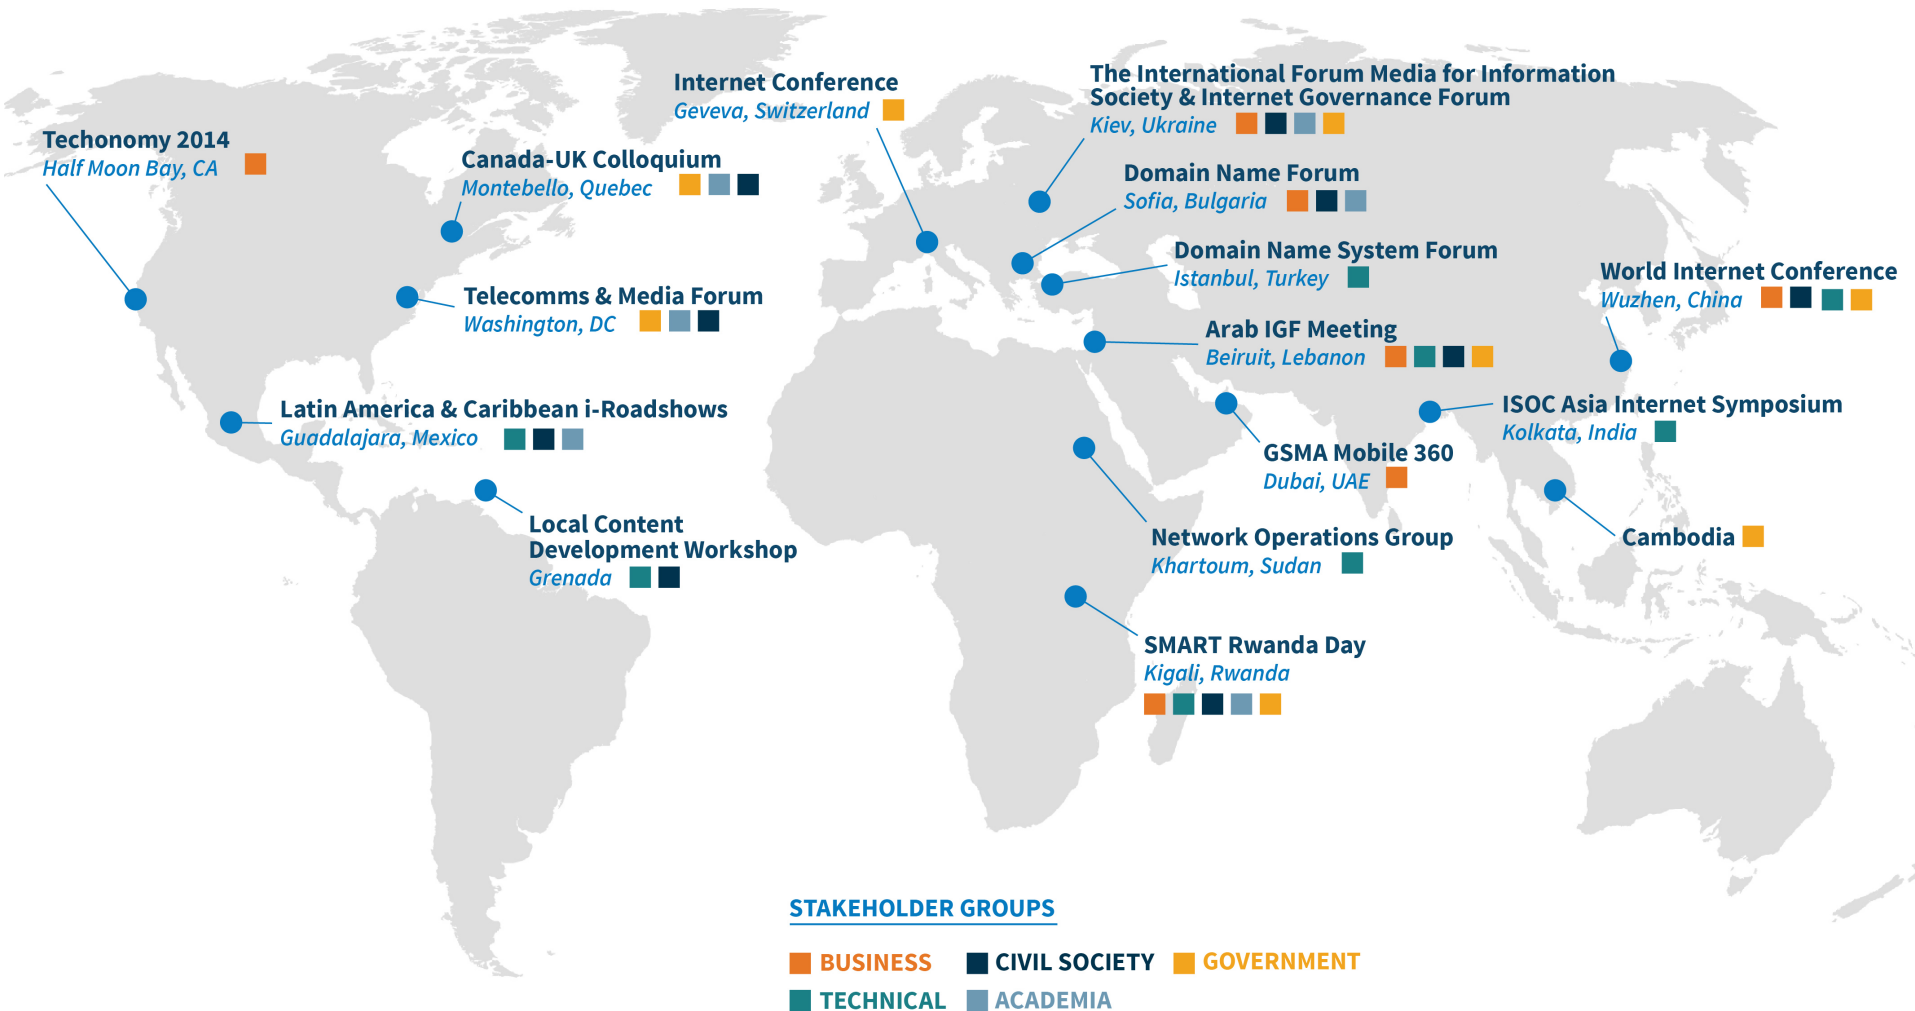 Techonomy 2014
Half Moon Bay, CA
Canada-UK Colloquium
Montebello, Quebec
Internet Conference
Geveva, Switzerland
The International Forum Media for Information
Society & Internet Governance Forum
Kiev, Ukraine
Domain Name Forum
Sofia, Bulgaria
Domain Name System Forum
Istanbul, Turkey
World Internet Conference
Wuzhen, China
Telecomms & Media Forum
Washington, DC
Arab IGF Meeting
Beiruit, Lebanon
Latin America & Caribbean i-Roadshows
Guadalajara, Mexico
ISOC Asia Internet Symposium
Kolkata, India
GSMA Mobile 360
Dubai, UAE
Local Content
Development Workshop
Grenada
Network Operations Group
Khartoum, Sudan
Cambodia
SMART Rwanda Day
Kigali, Rwanda
STAKEHOLDER GROUPS
BUSINESS
CIVIL SOCIETY
GOVERNMENT
TECHNICAL
ACADEMIA